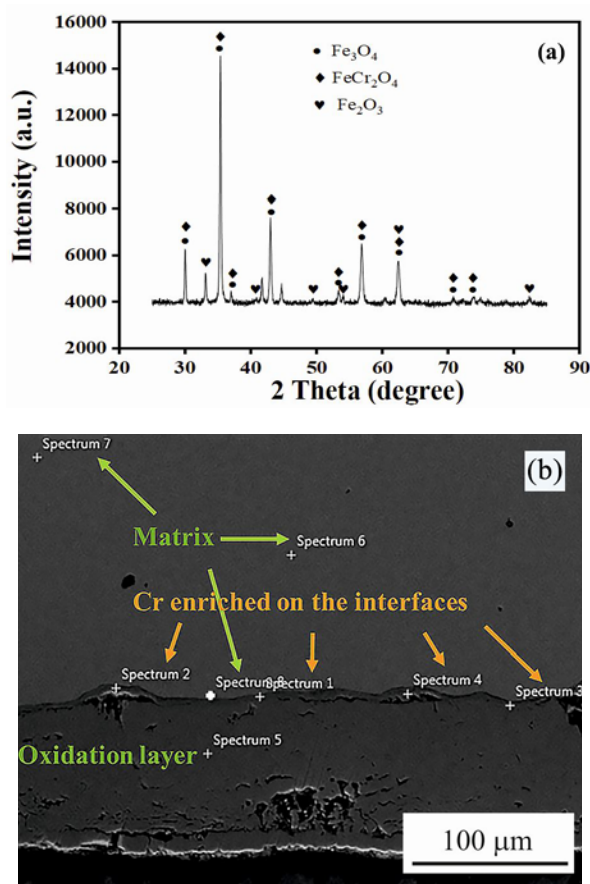 16000
(a)
Fe3O4
14000
FeCr2O4
12000
Fe2O3
10000
8000
6000
4000
2000
Intensity (a.u.)
20 30 40 50 60 70 80 90
2 Theta (degree)
Spectrum 7
(b)
Matrix
Spectrum 6
Cr enriched on the interfaces
Spectrum 2
Spectrum 8
Spectrum 1
Spectrum 4
Spectrum 3
Oxidation layer
Spectrum 5
100 μm